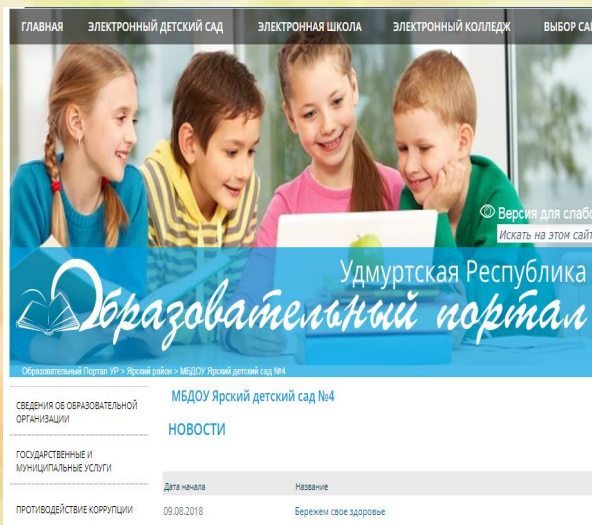 ГЛАВНАЯ ЭЛЕКТРОННЫЙ ДЕТСКИЙ САД ЭЛЕКТРОННАЯ ШКОЛА ЭЛЕКТРОННЫЙ КОЛЛЕДЖ ВЫБОР
Версия для
Искать на этом
Удмуртская Республика
Образовательный портал
Образовательный Портал УР > Ярский район > МБДОУ Ярский детский сад №4
МБДОУ Ярский детский сад №4
НОВОСТИ
СВЕДЕНИЯ ОБ ОБРАЗОВАТЕЛЬНОЙ
ОРГАНИЗАЦИИ
ГОСУДАРСТВЕННЫЕ И
МУНИЦИПАЛЬНЫЕ УСЛУГИ
ПРОТИВОДЕЙСТВИЕ КОРРУПЦИИ
Дата начала Название
09.08.2018 Бережем свое здоровье